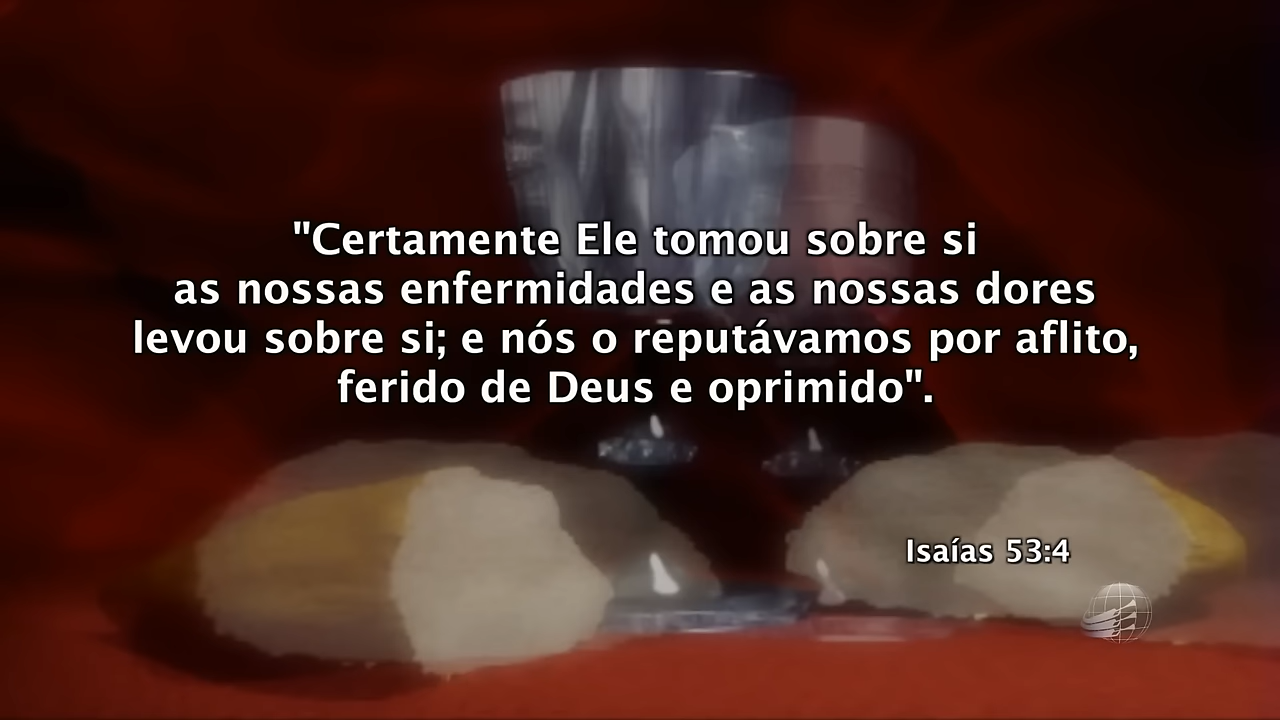 "Certamente Ele tomou sobre si
as nossas enfermidades e as nossas dores
levou sobre si; e nós o reputávamos por aflito,
ferido de Deus e oprimido".
Isaías 53:4